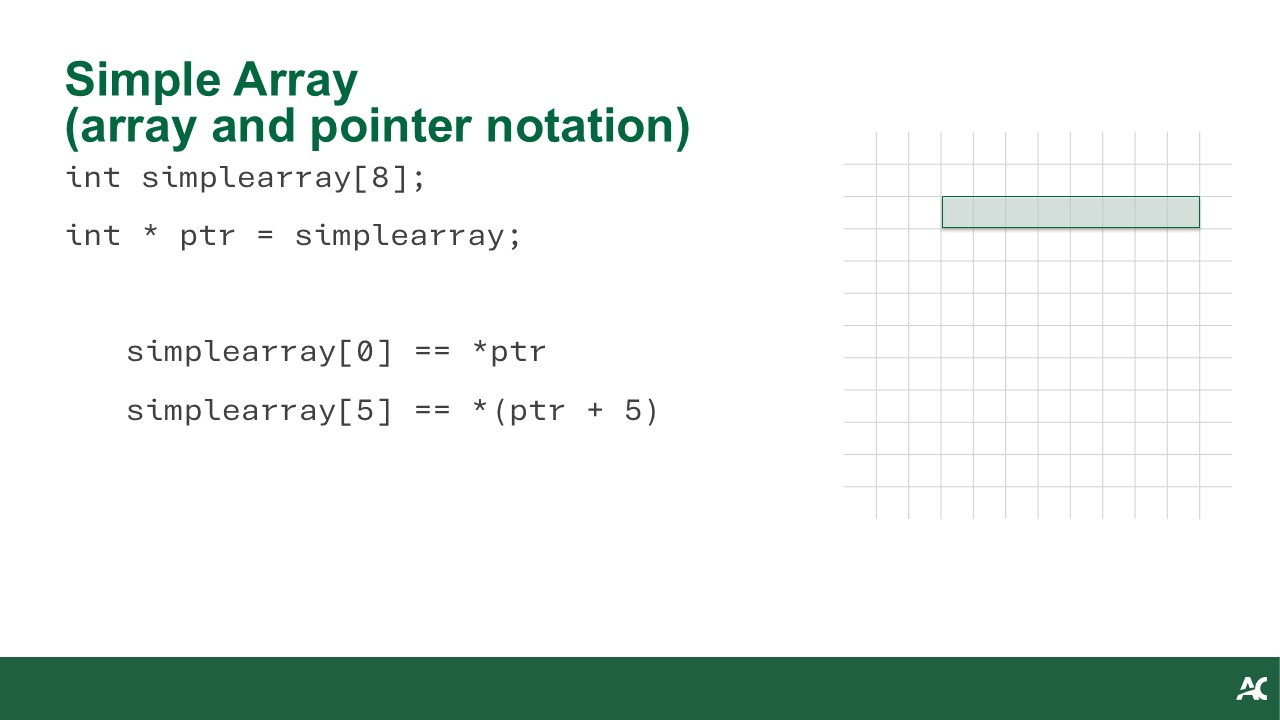 Simple Array
(array and pointer notation)
int simplearray[8];
int * ptr = simplearray;
simplearray[0] == *ptr
simplearray[5] == *(ptr + 5)
AC